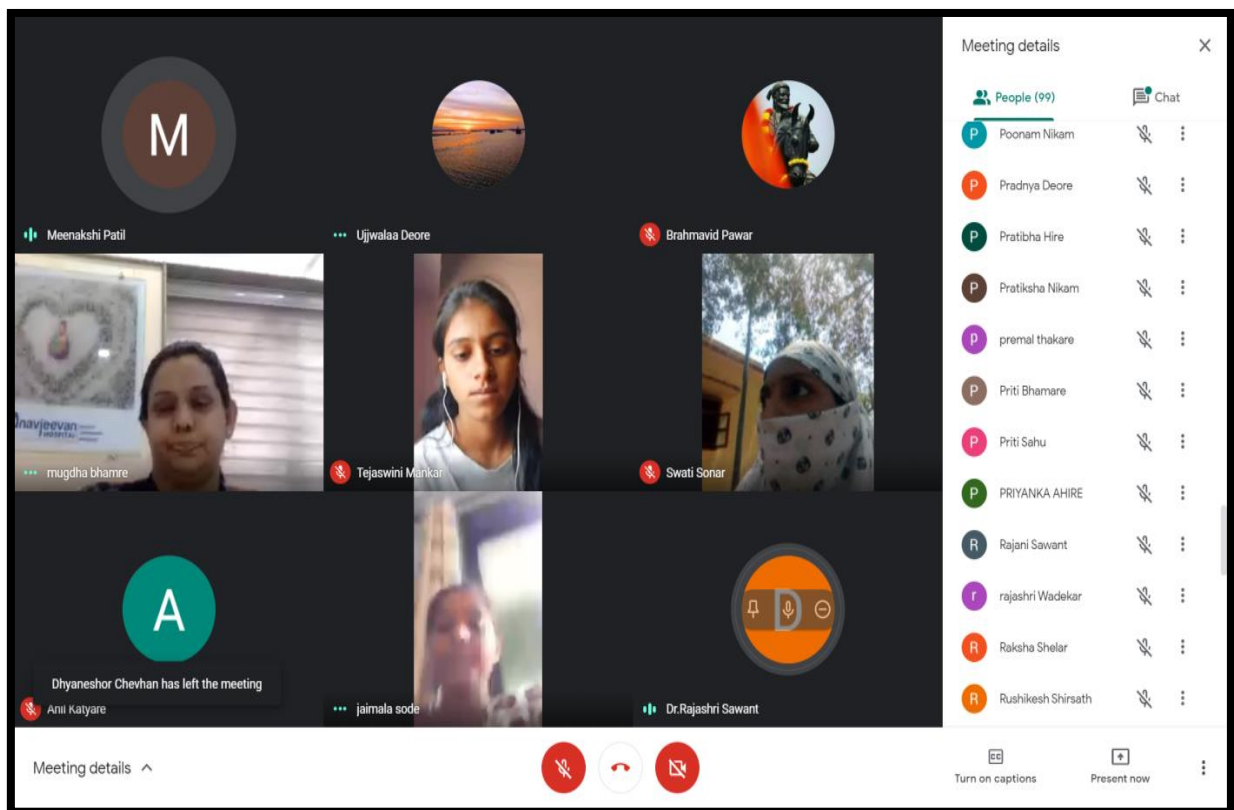 Meeting details
People (99)
Chat
M
Meenakshi Patil
Ujjwalaa Deore
Brahmavid Pawar
navjeevan
HOSPITAL
mugdha bhamre
Tejaswini Mankar
Swati Sonar
A
Dhyaneshor Chevhan has left the meeting
Anil Katyare
jaimala sode
D
Dr.Rajashri Sawant
P Poonam Nikam
P Pradnya Deore
P Pratibha Hire
P Pratiksha Nikam
p premal thakare
P Priti Bhamare
P Priti Sahu
P PRIYANKA AHIRE
R Rajani Sawant
r rajashri Wadekar
R Raksha Shelar
R Rushikesh Shirsath
Meeting details
CC
Turn on captions
Present now